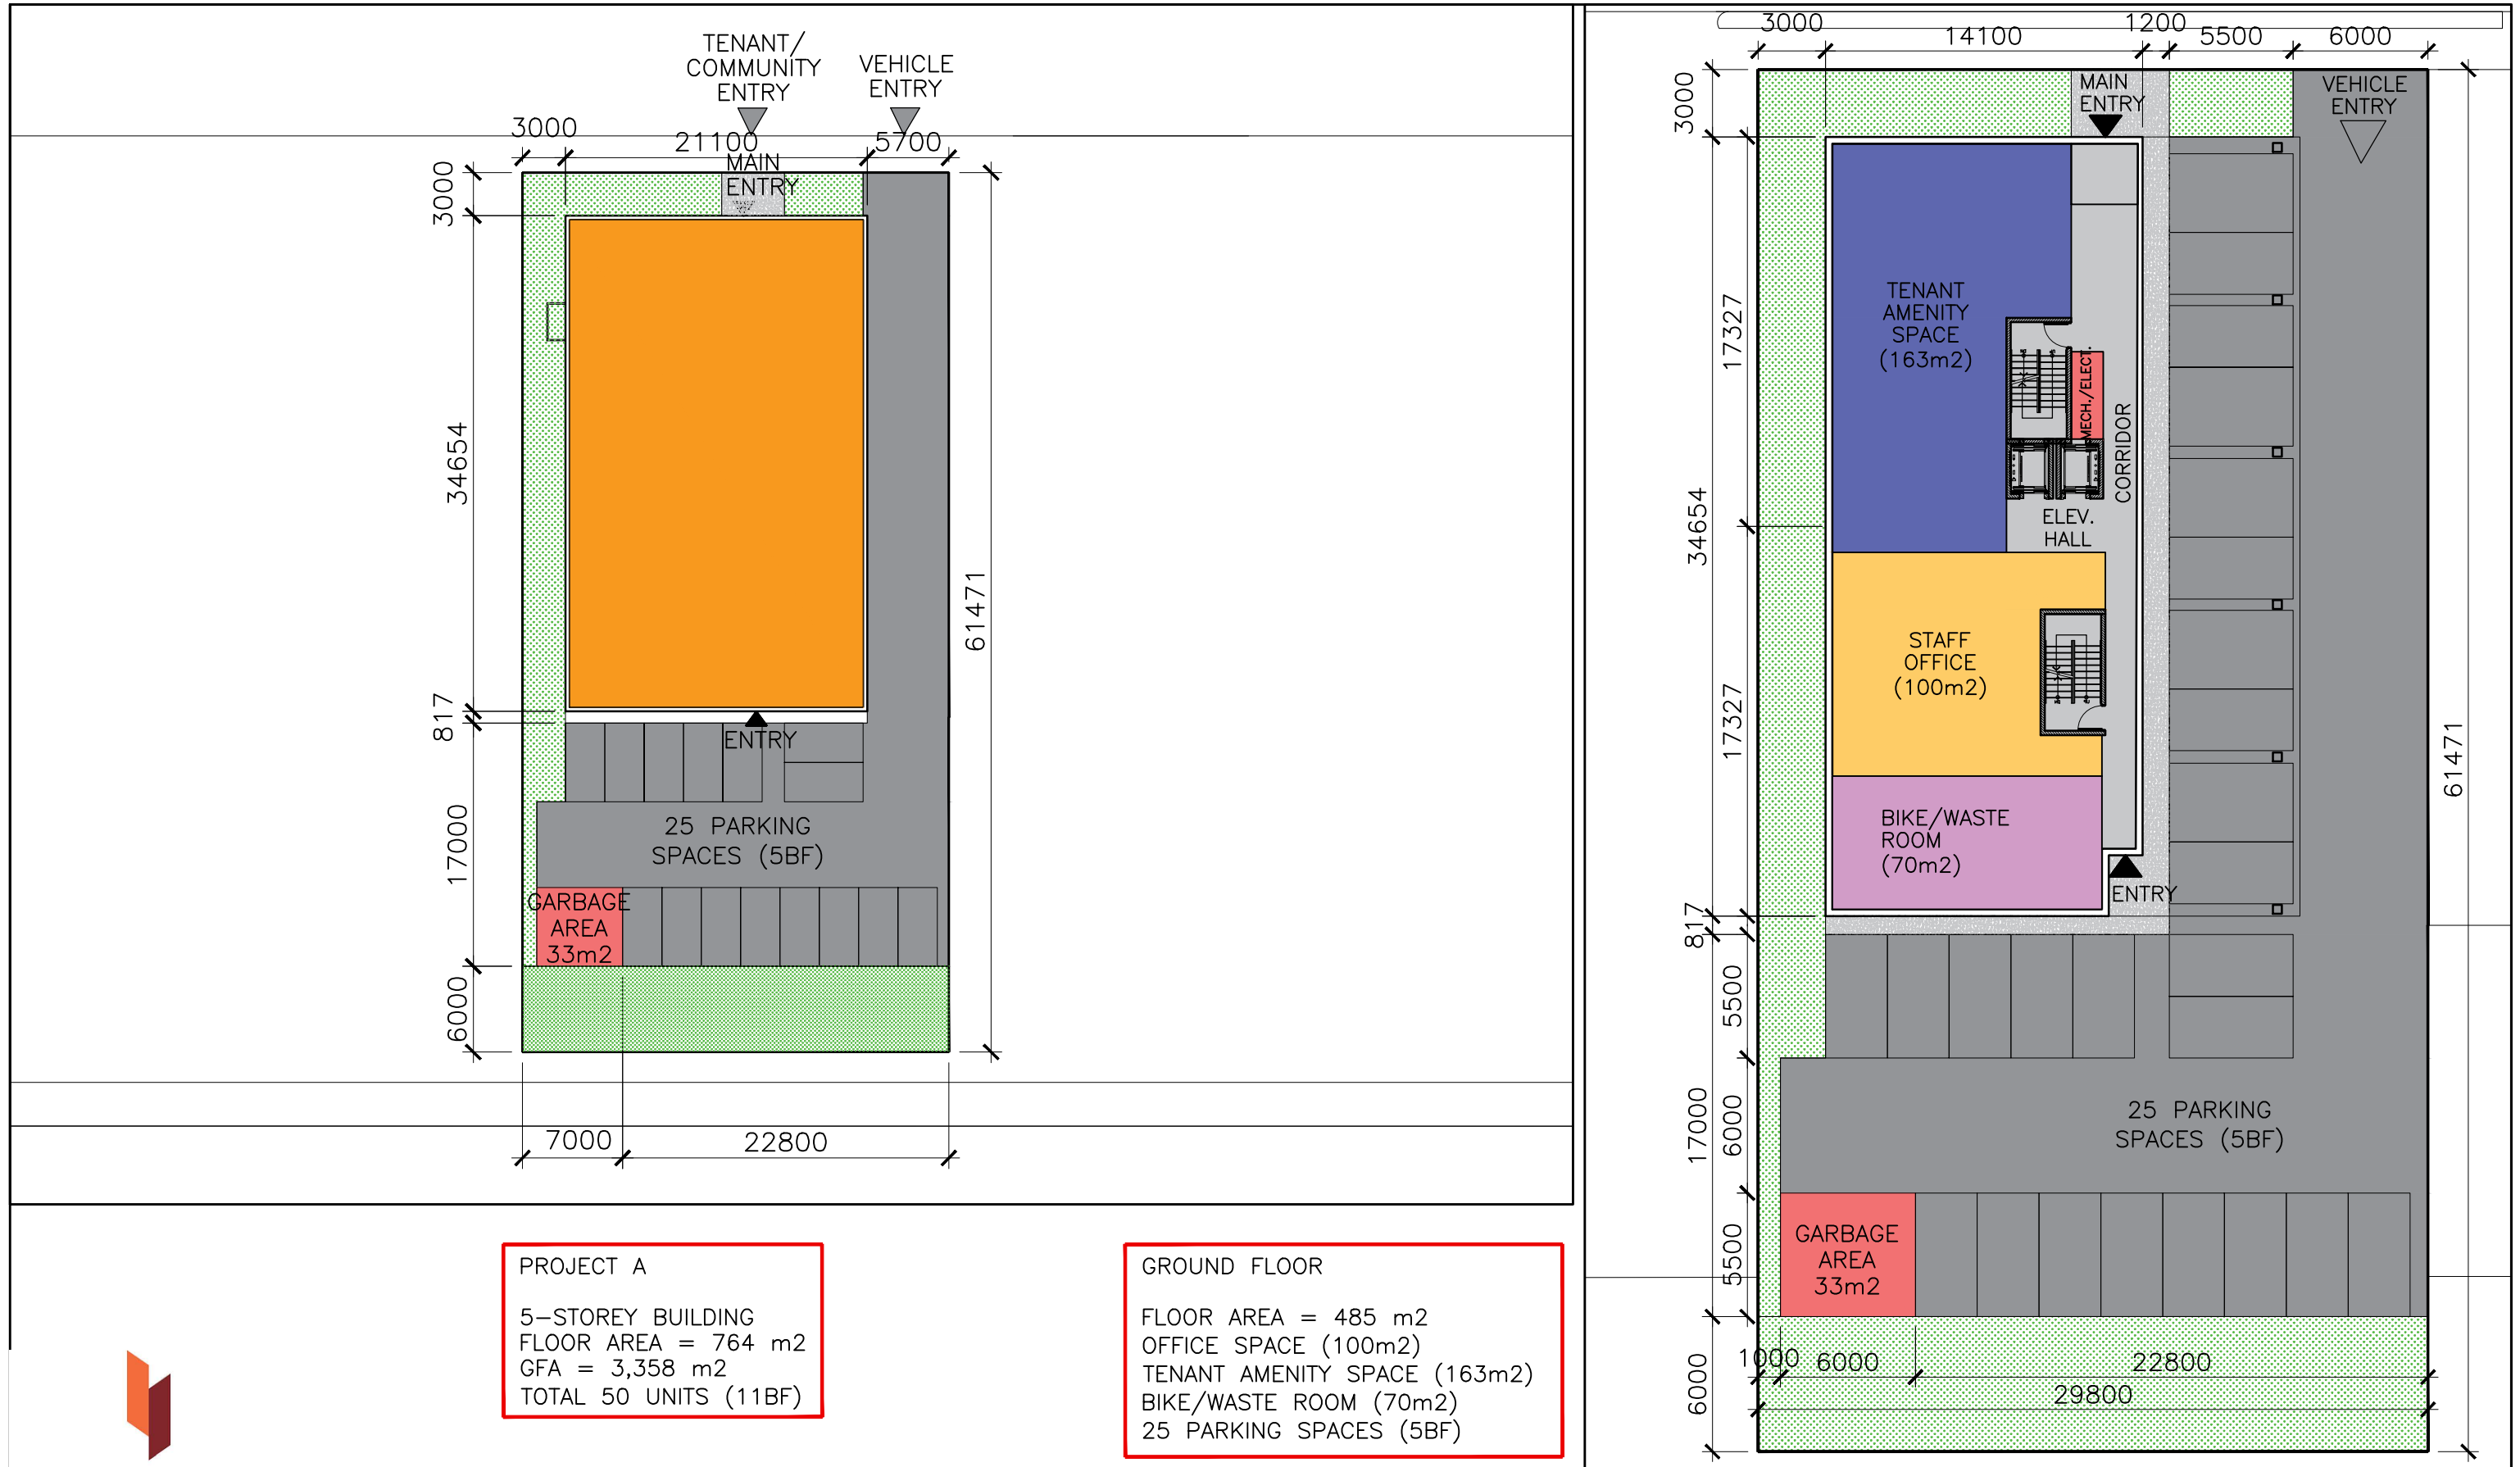 TENANT/
COMMUNITY
ENTRY
VEHICLE
ENTRY
3000
21100
5700
MAIN
ENTRY
3000
34654
817
17000
6000
61471
ENTRY
25 PARKING
SPACES (5BF)
GARBAGE
AREA
33m2
7000
22800
PROJECT A
5-STOREY BUILDING
FLOOR AREA = 764 m2
GFA = 3,358 m2
TOTAL 50 UNITS (11BF)
GROUND FLOOR
FLOOR AREA = 485 m2
OFFICE SPACE (100m2)
TENANT AMENITY SPACE (163m2)
BIKE/WASTE ROOM (70m2)
25 PARKING SPACES (5BF)
3000
14100
1200
5500
6000
3000
MAIN
ENTRY
VEHICLE
ENTRY
17327
34654
17327
817
TENANT
AMENITY
SPACE
(163m2)
MECH./ELECT.
CORRIDOR
ELEV.
HALL
STAFF
OFFICE
(100m2)
BIKE/WASTE
ROOM
(70m2)
ENTRY
61471
5500
17000
6000
5500
6000
25 PARKING
SPACES (5BF)
GARBAGE
AREA
33m2
1000
6000
22800
29800